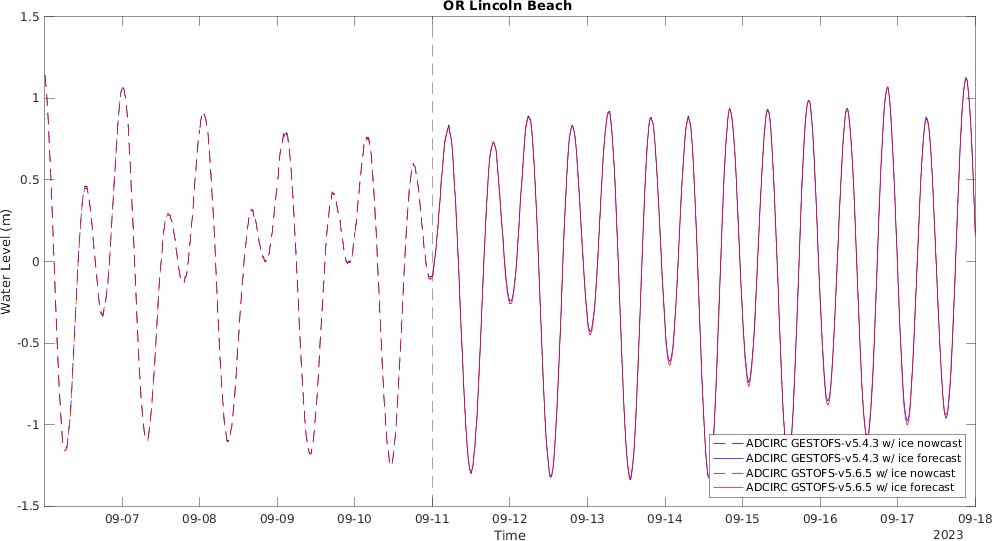 OR Lincoln Beach
1.5
1
0.5
0
-0.5
-1
-1.5
Water Level (m)
ADCIRC GESTOFS-v5.4.3 w/ ice nowcast
ADCIRC GESTOFS-v5.4.3 w/ ice forecast
ADCIRC GSTOFS-v5.6.5 w/ ice nowcast
ADCIRC GSTOFS-v5.6.5 w/ ice forecast
09-07 09-08 09-09 09-10 09-11 09-12 09-13 09-14 09-15 09-16 09-17 09-18
Time
2023